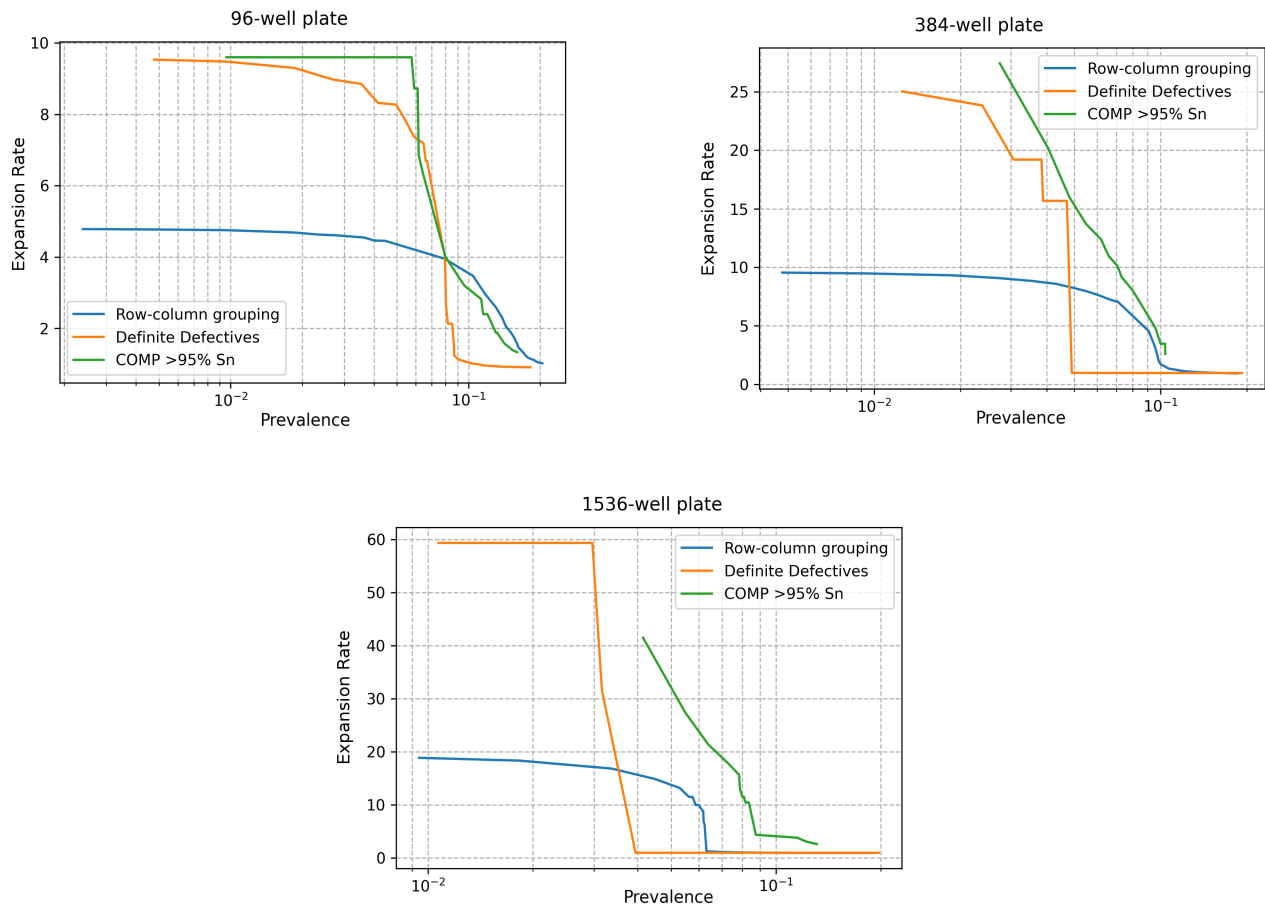 96-well plate
10
8
6
4
2
Expansion Rate
Row-column grouping
Definite Defectives
COMP >95% Sn
10⁻²
10⁻¹
Prevalence
384-well plate
25
20
15
10
5
0
Expansion Rate
Row-column grouping
Definite Defectives
COMP >95% Sn
10⁻²
10⁻¹
Prevalence
1536-well plate
60
50
40
30
20
10
0
Expansion Rate
Row-column grouping
Definite Defectives
COMP >95% Sn
10⁻²
10⁻¹
Prevalence